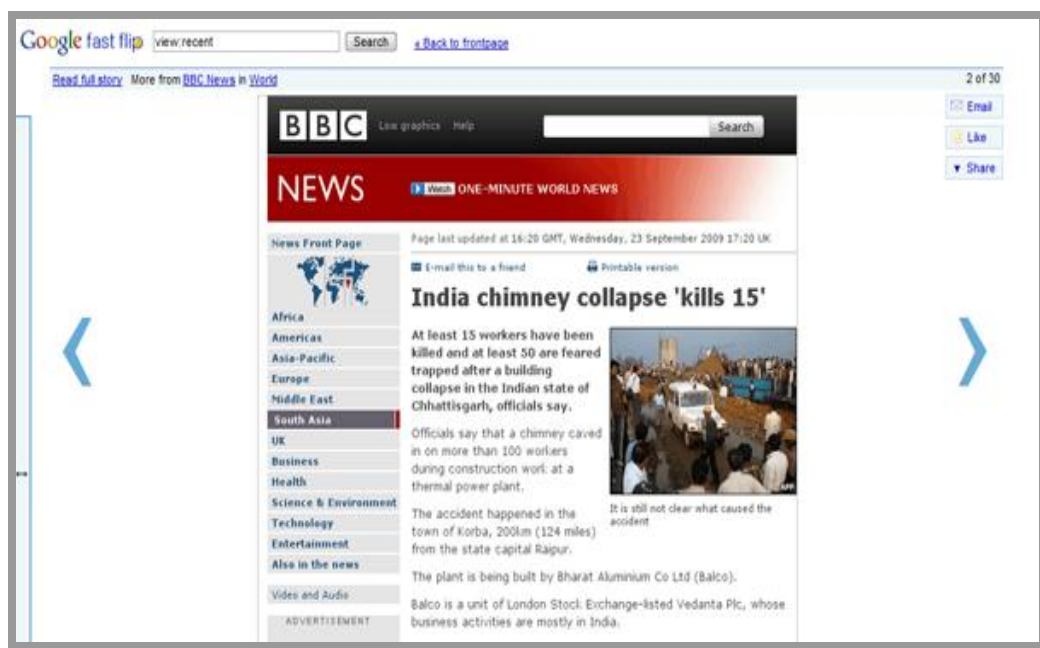 Google fast flip view:recent Search « Back to frontpage
Read full story More from BBC News in World 2 of 30
Email
Like
Share
BBC Low graphics Help Search
NEWS Watch ONE-MINUTE WORLD NEWS
News Front Page
Africa
Americas
Asia-Pacific
Europe
Middle East
South Asia
UK
Business
Health
Science & Environment
Technology
Entertainment
Also in the news
Video and Audio
ADVERTISEMENT
Page last updated at 16:20 GMT, Wednesday, 23 September 2009 17:20 UK
E-mail this to a friend Printable version
India chimney collapse 'kills 15'
At least 15 workers have been
killed and at least 50 are feared
trapped after a building
collapse in the Indian state of
Chhattisgarh, officials say.
Officials say that a chimney caved
in on more than 100 workers
during construction work at a
thermal power plant.
The accident happened in the
town of Korba, 200km (124 miles)
from the state capital Raipur.
AFP
It is still not clear what caused the
accident
The plant is being built by Bharat Aluminium Co Ltd (Balco).
Balco is a unit of London Stock Exchange-listed Vedanta Plc, whose
business activities are mostly in India.